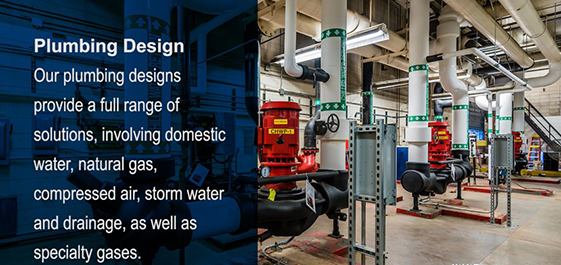 Plumbing Design
Our plumbing designs
provide a full range of
solutions, involving domestic
water, natural gas,
compressed air, storm water
and drainage, as well as
specialty gases.